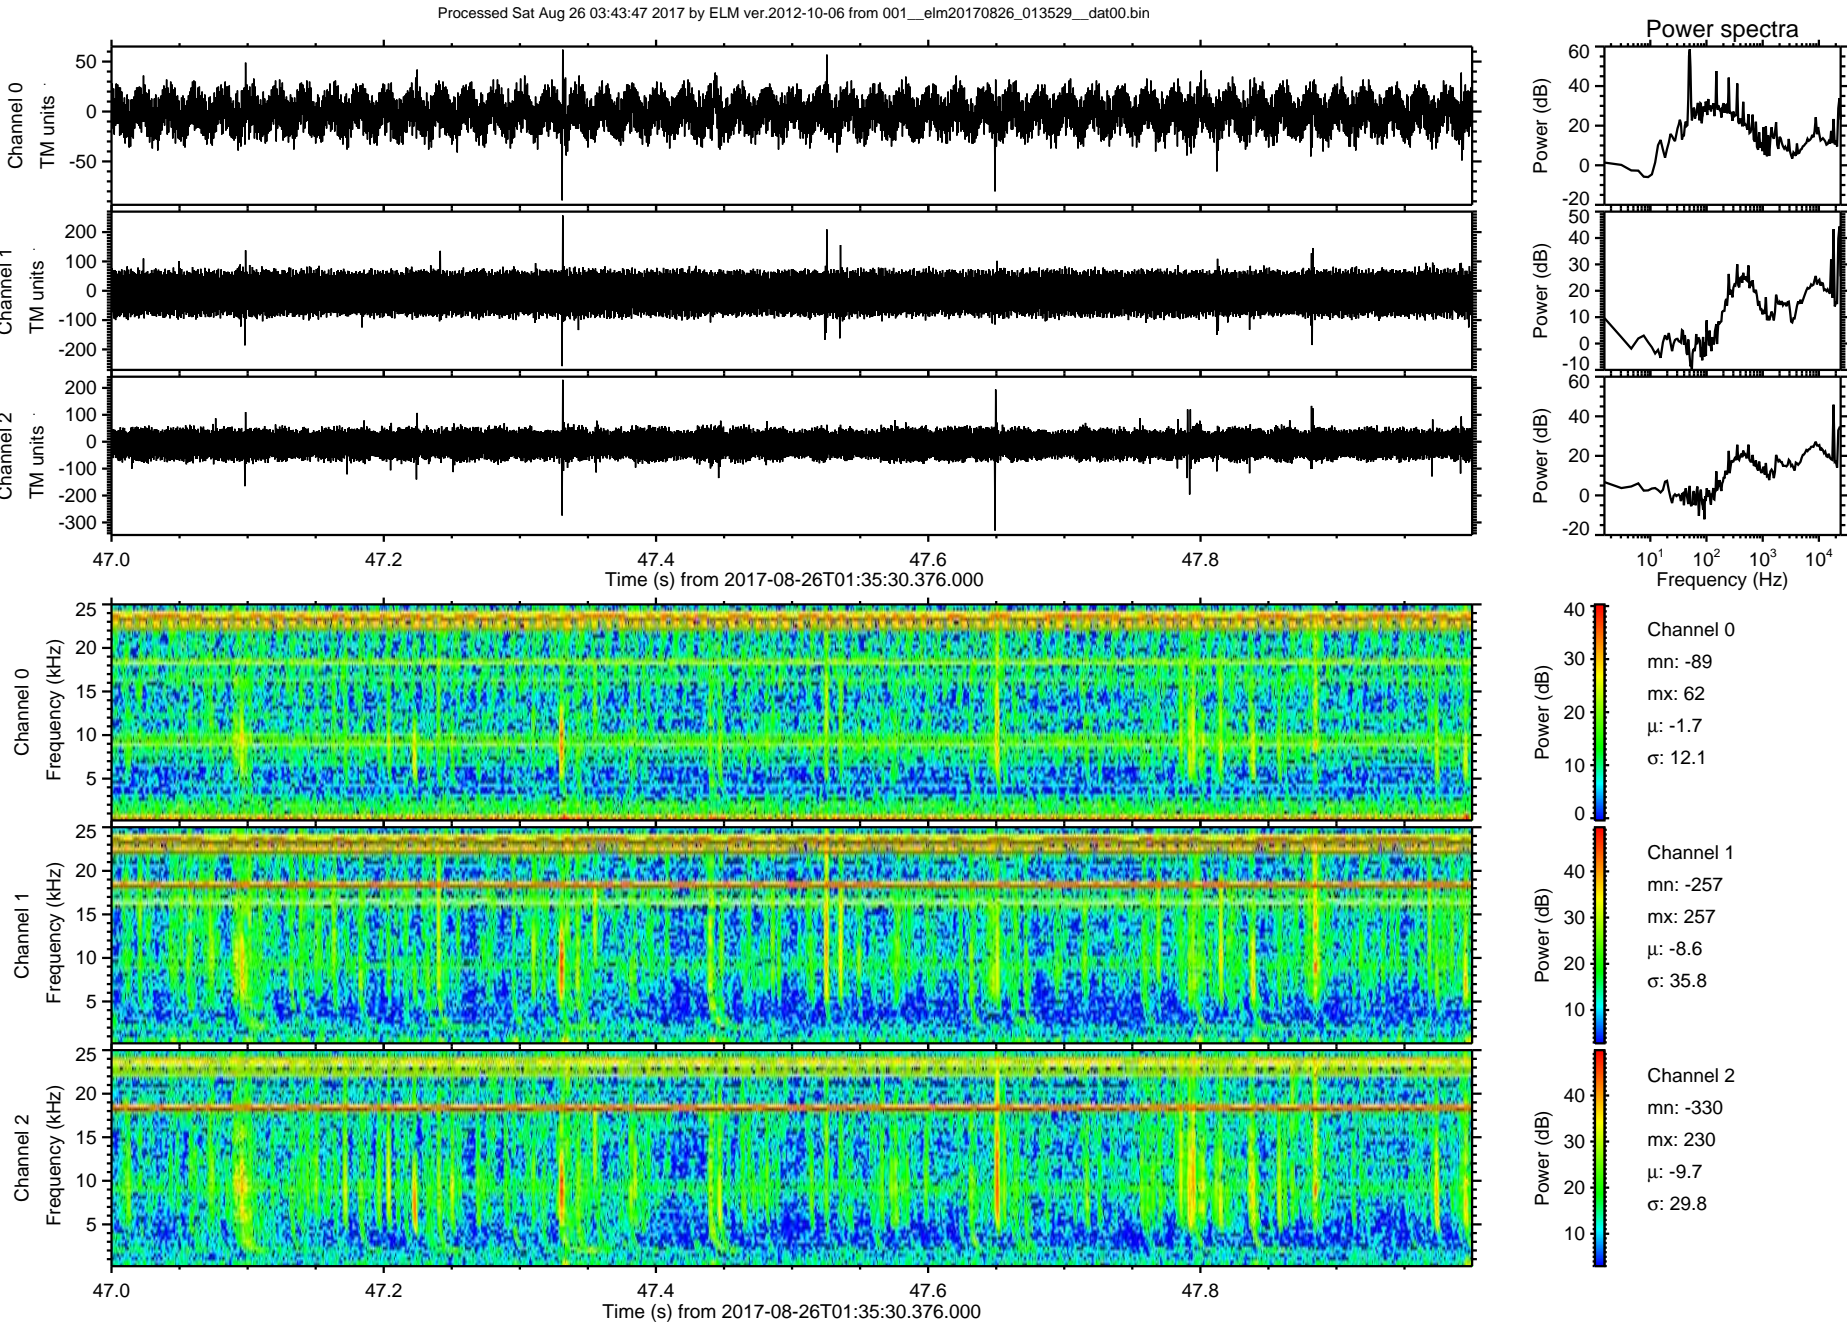 Processed Sat Aug 26 03:43:47 2017 by ELM ver.2012-10-06 from 001__elm20170826_013529__dat00.bin
Power spectra
Channel 0
TM units
50
0
-50
Power (dB)
60
40
20
0
-20
Channel 1
TM units
200
100
0
-100
-200
Power (dB)
50
40
30
20
10
0
-10
Channel 2
TM units
200
100
0
-100
-200
-300
Power (dB)
60
40
20
0
-20
47.0 47.2 47.4 47.6 47.8
Time (s) from 2017-08-26T01:35:30.376.000
10^1 10^2 10^3 10^4
Frequency (Hz)
Channel 0
Frequency (kHz)
25
20
15
10
5
Power (dB)
40
30
20
10
0
Channel 0
mn: -89
mx: 62
μ: -1.7
σ: 12.1
Channel 1
Frequency (kHz)
25
20
15
10
5
Power (dB)
40
30
20
10
Channel 1
mn: -257
mx: 257
μ: -8.6
σ: 35.8
Channel 2
Frequency (kHz)
25
20
15
10
5
Power (dB)
40
30
20
10
Channel 2
mn: -330
mx: 230
μ: -9.7
σ: 29.8
47.0 47.2 47.4 47.6 47.8
Time (s) from 2017-08-26T01:35:30.376.000